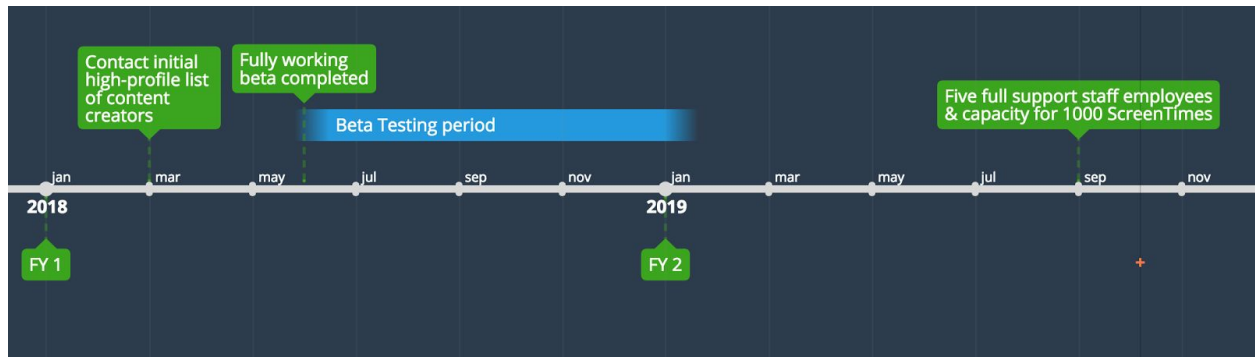 Contact initial
high-profile list
of content
creators
Fully working
beta completed
Beta Testing period
Five full support staff employees
& capacity for 1000 ScreenTimes
jan
mar
may
jul
sep
nov
jan
mar
may
jul
sep
nov
2018
2019
FY 1
FY 2